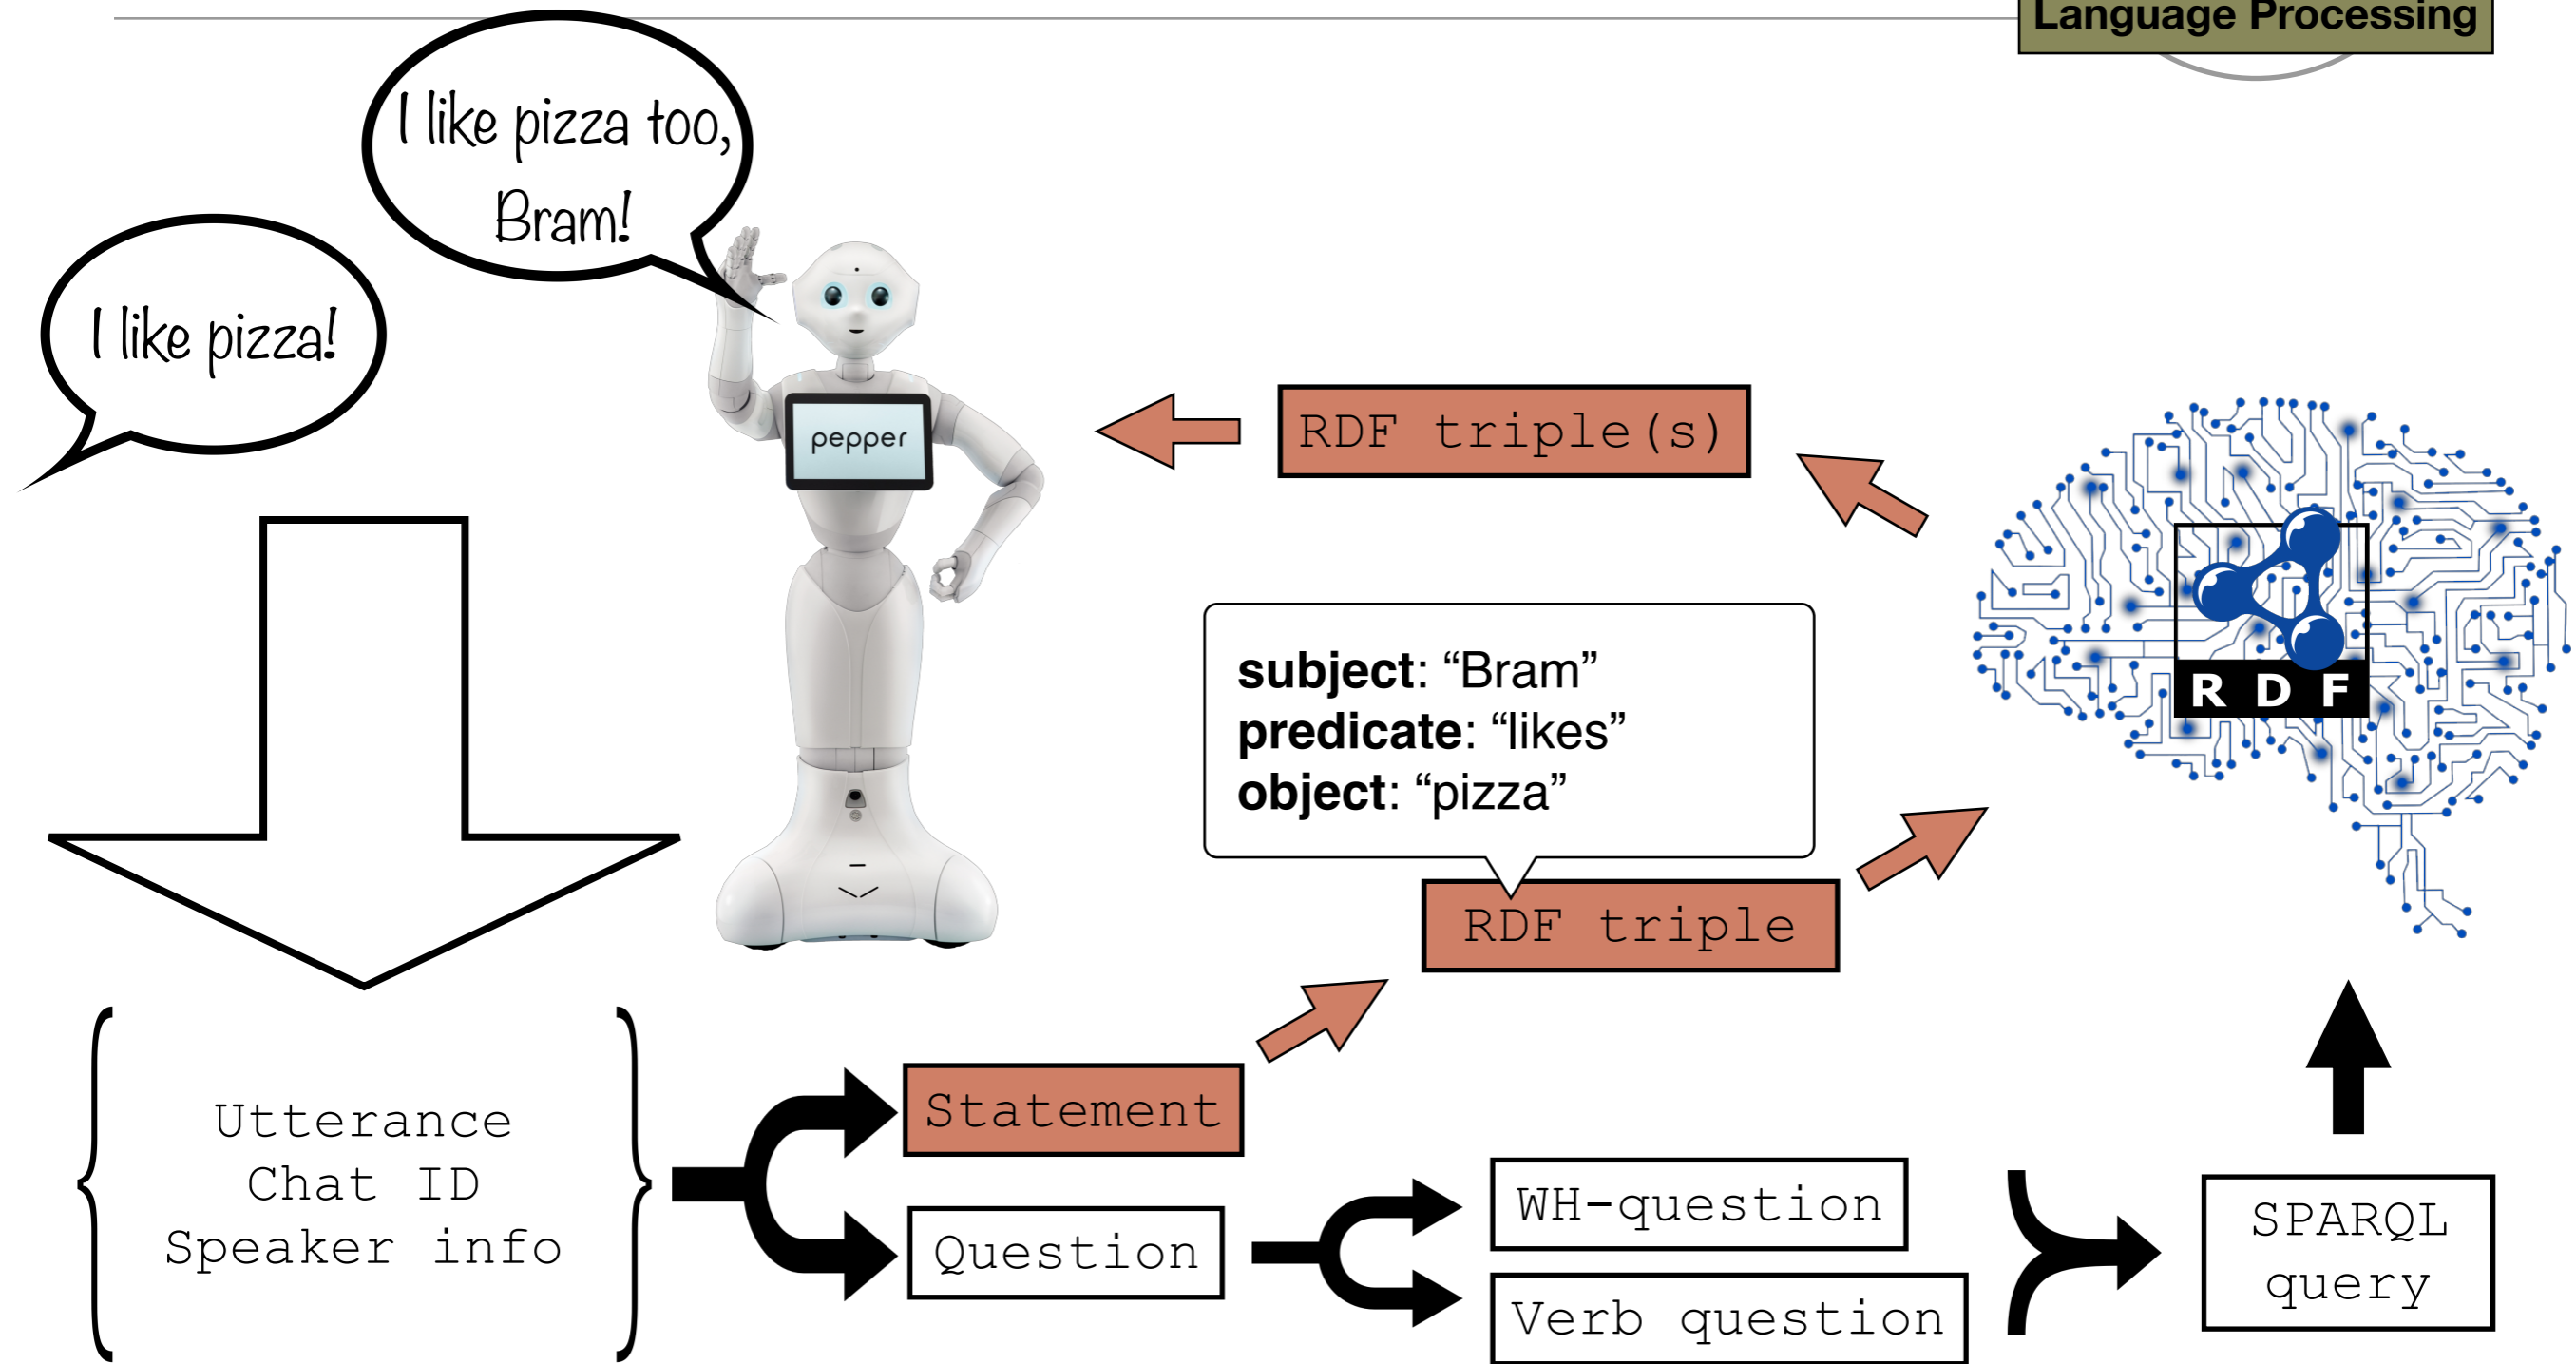 Language Processing
I like pizza too,
Bram!
I like pizza!
pepper
RDF triple(s)
subject: “Bram”
predicate: “likes”
object: “pizza”
R D F
RDF triple
Utterance
Chat ID
Speaker info
Statement
Question
WH-question
Verb question
SPARQL
query